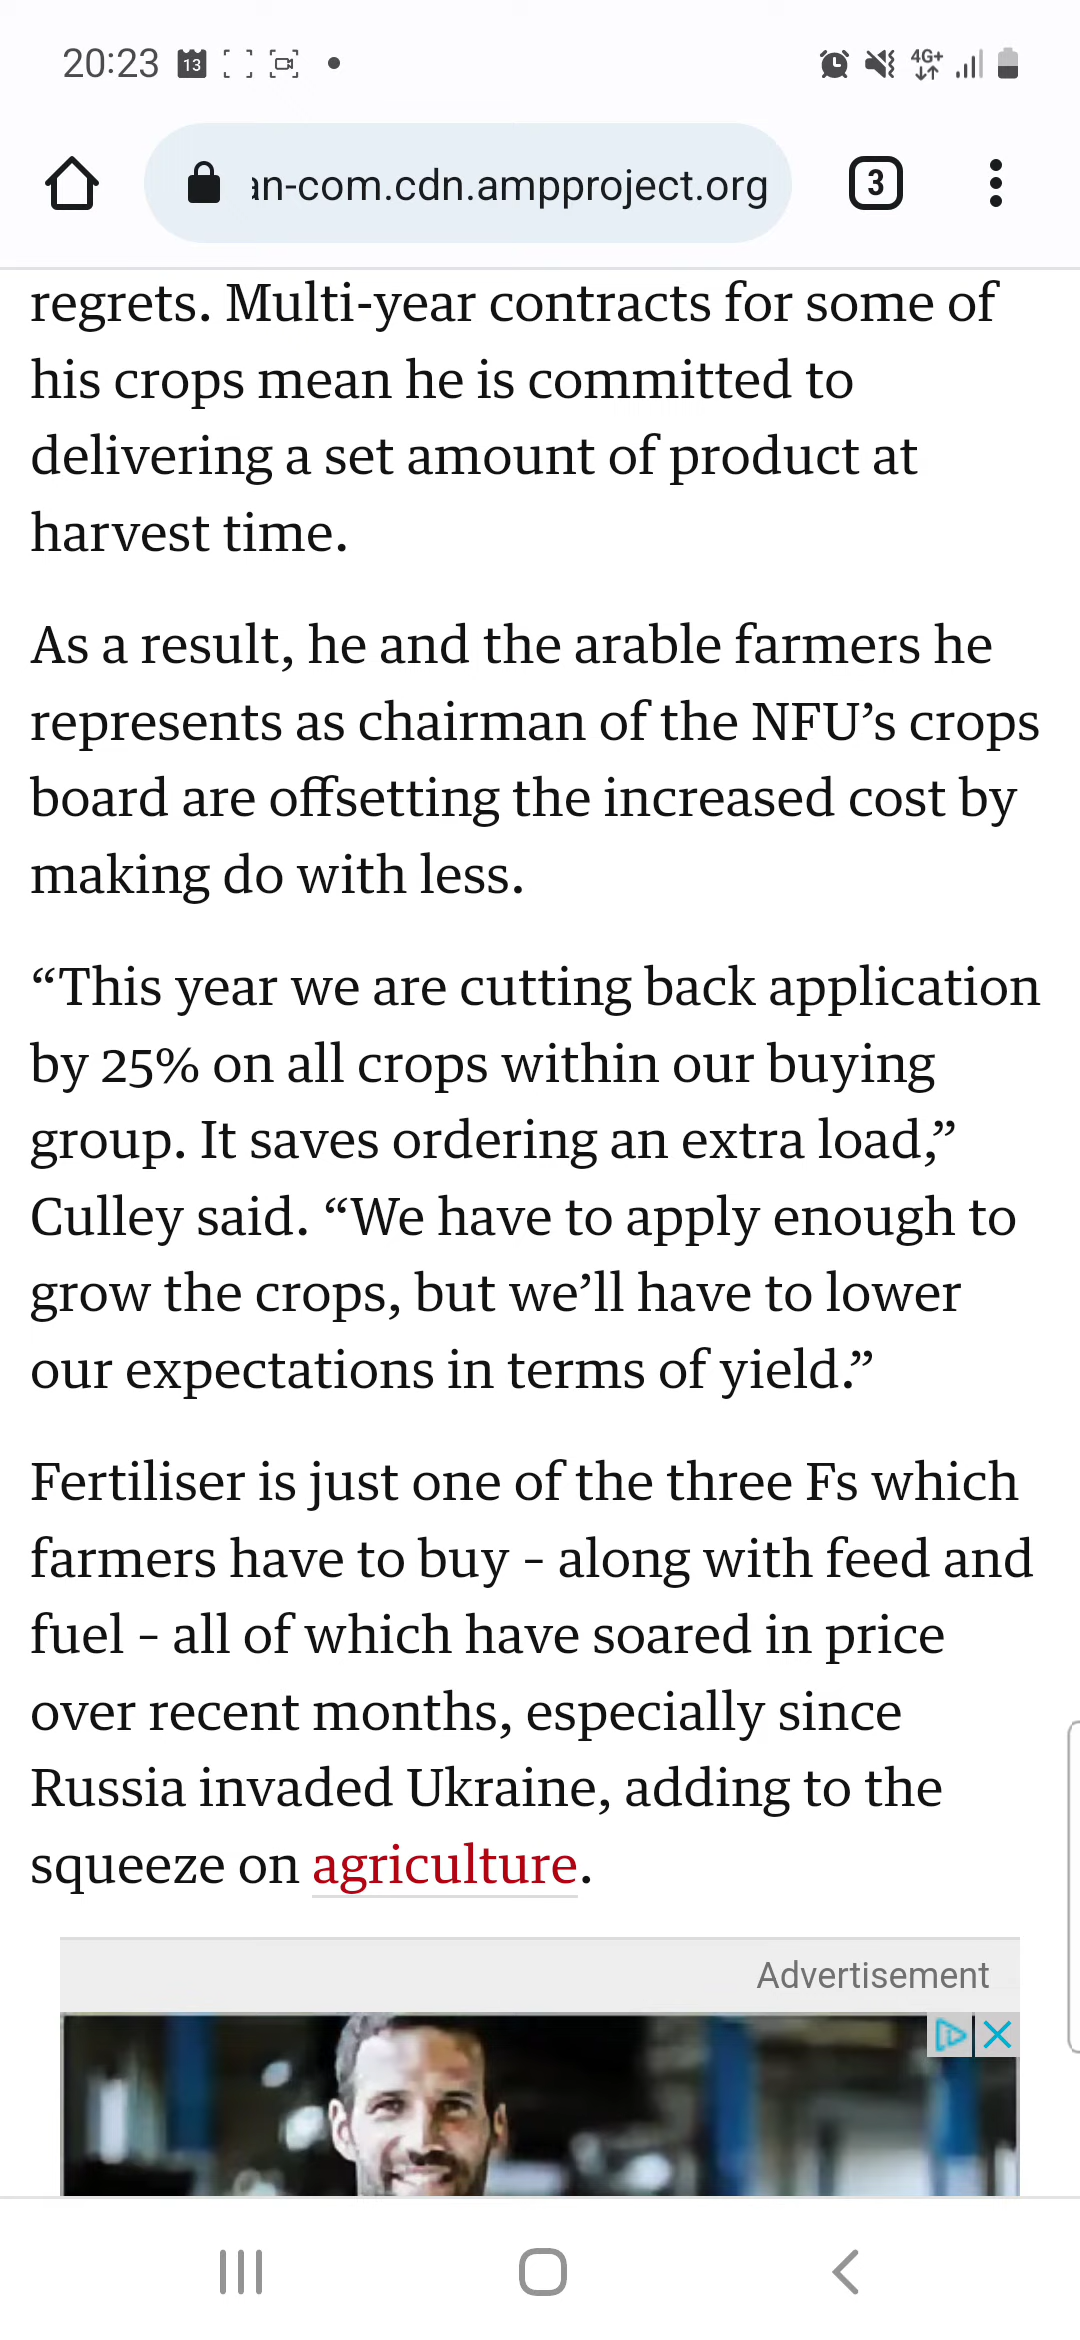 20:23
13
4G+
an-com.cdn.ampproject.org
3
regrets. Multi-year contracts for some of
his crops mean he is committed to
delivering a set amount of product at
harvest time.
As a result, he and the arable farmers he
represents as chairman of the NFU’s crops
board are offsetting the increased cost by
making do with less.
“This year we are cutting back application
by 25% on all crops within our buying
group. It saves ordering an extra load,”
Culley said. “We have to apply enough to
grow the crops, but we’ll have to lower
our expectations in terms of yield.”
Fertiliser is just one of the three Fs which
farmers have to buy – along with feed and
fuel – all of which have soared in price
over recent months, especially since
Russia invaded Ukraine, adding to the
squeeze on agriculture.
Advertisement